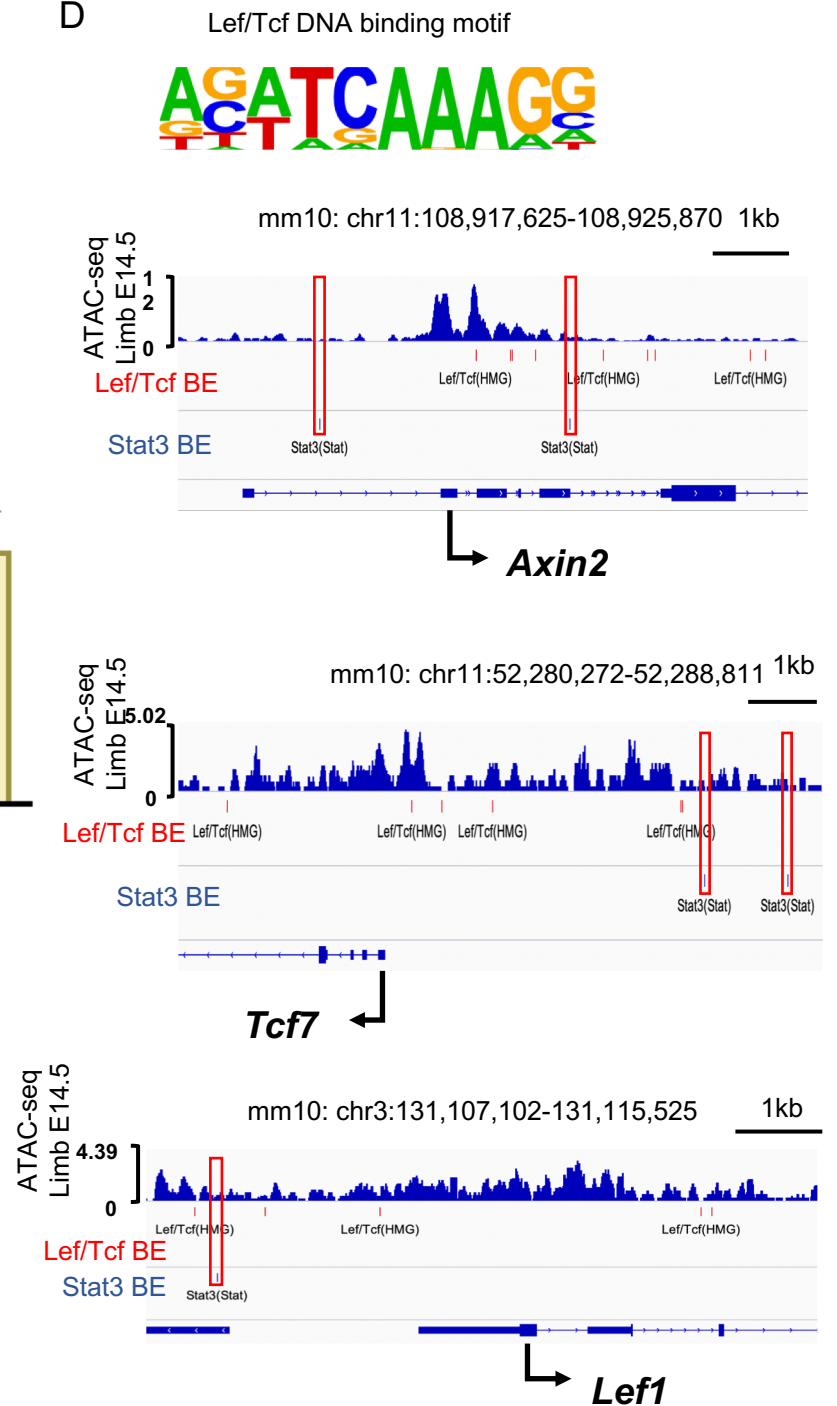 D
Lef/Tcf DNA binding motif
mm10: chr11:108,917,625-108,925,870 1kb
ATAC-seq
Limb E14.5
1
2
0
Lef/Tcf BE
Lef/Tcf(HMG) Lef/Tcf(HMG) Lef/Tcf(HMG)
Stat3 BE
Stat3(Stat) Stat3(Stat)
Axin2
mm10: chr11:52,280,272-52,288,811 1kb
ATAC-seq
Limb E14.5
5.02
0
Lef/Tcf BE
Lef/Tcf(HMG) Lef/Tcf(HMG) Lef/Tcf(HMG) Lef/Tcf(HMG)
Stat3 BE
Stat3(Stat) Stat3(Stat)
Tcf7
mm10: chr3:131,107,102-131,115,525 1kb
ATAC-seq
Limb E14.5
4.39
0
Lef/Tcf(HMG) Lef/Tcf(HMG) Lef/Tcf(HMG)
Lef/Tcf BE
Stat3 BE
Stat3(Stat)
Lef1